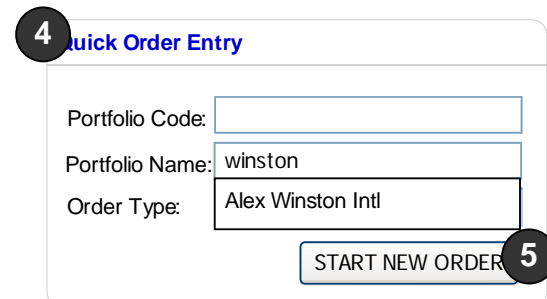 4
Quick Order Entry
Portfolio Code:
Portfolio Name: winston
Order Type: Alex Winston Intl
START NEW ORDER 5